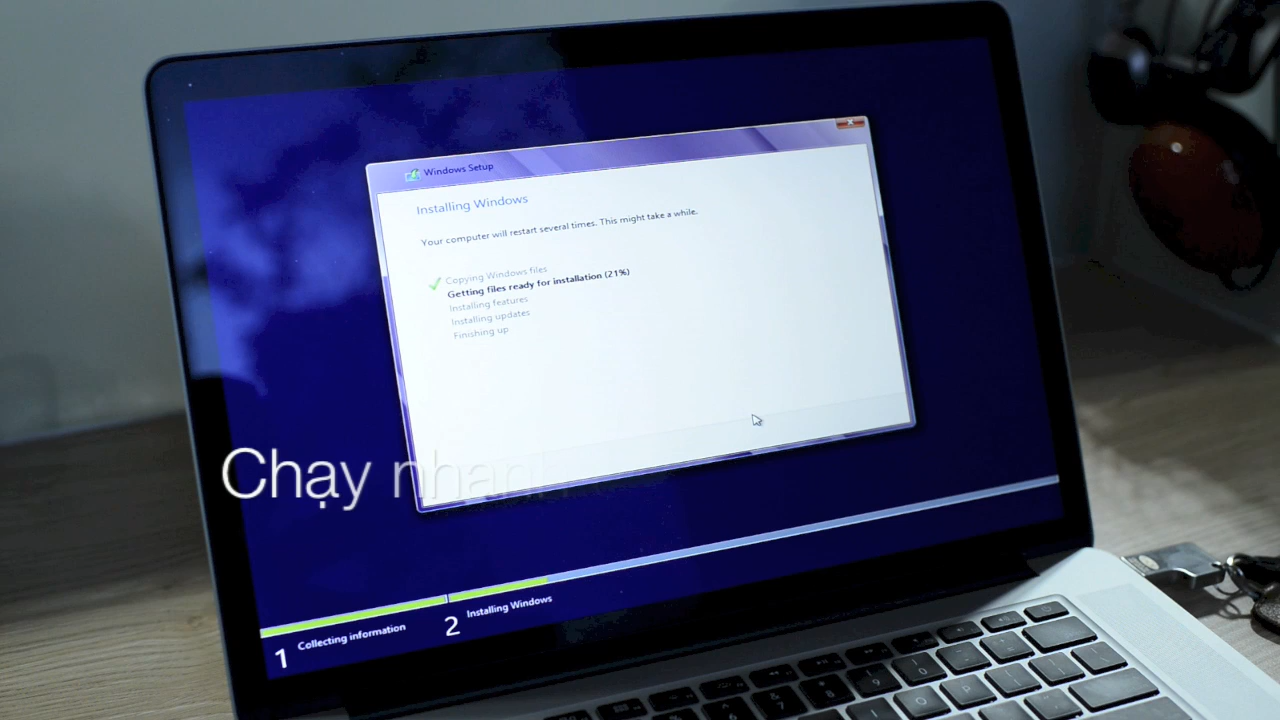 Windows Setup
Installing Windows
Your computer will restart several times. This might take a while.
Copying Windows files
Getting files ready for installation (21%)
Installing features
Installing updates
Finishing up
Chạy nhanh
1 Collecting information
2 Installing Windows